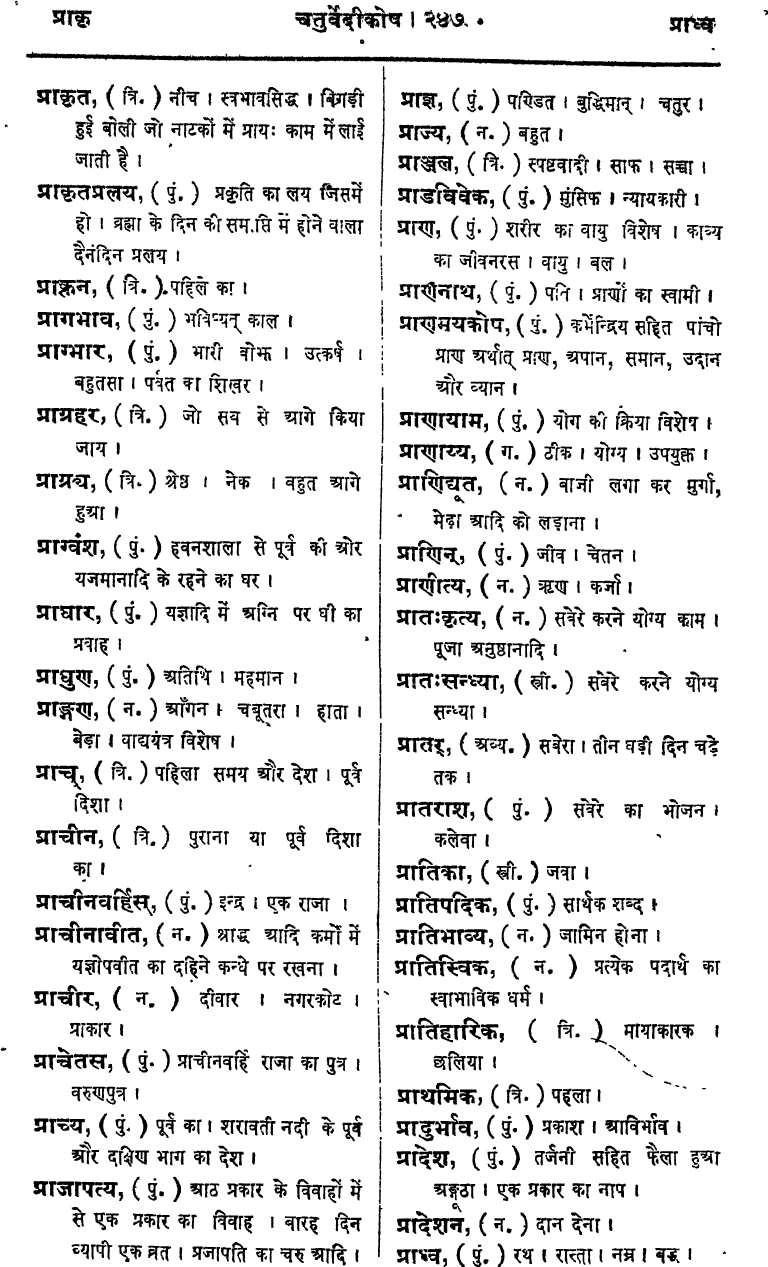 प्राकृ
चतुर्वेदीकोष । २४७
प्राध्व
प्राकृत, ( त्रि. ) नीच । स्वभावसिद्ध । बिगड़ी
हुई बोली जो नाटकों में प्रायः काम में लाई
जाती है ।
प्राकृतप्रलय, ( पुं. ) प्रकृति का लय जिसमें
हो । ब्रह्मा के दिन की समाप्ति में होने वाला
दैनंदिन प्रलय ।
प्राक्तन, ( त्रि. ) पहिले का ।
प्रागभाव, ( पुं. ) भविष्यत् काल ।
प्राग्भार, ( पुं. ) भारी बोझ । उत्कर्ष ।
बहुतसा । पर्वत का शिखर ।
प्राग्रहर, ( त्रि. ) जो सब से आगे किया
जाय ।
प्राग्रय, ( त्रि. ) श्रेष्ठ । नेक । बहुत आगे
हुआ ।
प्राग्वंश, ( पुं. ) हवनशाला से पूर्व की ओर
यजमानादि के रहने का घर ।
प्राघार, ( पुं. ) यज्ञादि में अग्नि पर घी का
प्रवाह ।
प्राघुण, ( पुं. ) अतिथि । महमान ।
प्राङ्गण, ( न. ) आँगन । चबूतरा । हाता ।
बेड़ा । वाद्ययंत्र विशेष ।
प्राच्, ( त्रि. ) पहिला समय और देश । पूर्व
दिशा ।
प्राचीन, ( त्रि. ) पुराना या पूर्व दिशा
का ।
प्राचीनबर्हिस्, ( पुं. ) इन्द्र । एक राजा ।
प्राचीनावीत, ( न. ) श्राद्ध आदि कर्मों में
यज्ञोपवीत का दहिने कन्धे पर रखना ।
प्राचीर, ( न. ) दीवार । नगरकोट ।
प्राकार ।
प्राचेतस, ( पुं. ) प्राचीनबर्हि राजा का पुत्र ।
वरुणपुत्र ।
प्राच्य, ( पुं. ) पूर्व का । शरावती नदी के पूर्व
और दक्षिण भाग का देश ।
प्राजापत्य, ( पुं. ) आठ प्रकार के विवाहों में
से एक प्रकार का विवाह । बारह दिन
व्यापी एक व्रत । प्रजापति का चरु आदि ।
प्राज्ञ, ( पुं. ) पण्डित । बुद्धिमान् । चतुर ।
प्राज्य, ( न. ) बहुत ।
प्राञ्जल, ( त्रि. ) स्पष्टवादी । साफ । सच्चा ।
प्राडविवेक, ( पुं. ) मुंसिफ । न्यायकारी ।
प्राण, ( पुं. ) शरीर का वायु विशेष । काव्य
का जीवनरस । वायु । बल ।
प्राणनाथ, ( पुं. ) पति । प्राणों का स्वामी ।
प्राणमयकोष, ( पुं. ) कर्मेन्द्रिय सहित पांचो
प्राण अर्थात् प्राण, अपान, समान, उदान
और व्यान ।
प्राणायाम, ( पुं. ) योग की क्रिया विशेष ।
प्राणाय्य, ( ग. ) ठीक । योग्य । उपयुक्त ।
प्राणिद्यूत, ( न. ) बाजी लगा कर मुर्गा,
मेढ़ा आदि को लड़ाना ।
प्राणिन्, ( पुं. ) जीव । चेतन ।
प्राणीत्य, ( न. ) ऋण । कर्जा ।
प्रातःकृत्य, ( न. ) सवेरे करने योग्य काम ।
पूजा अनुष्ठानादि ।
प्रातःसन्ध्या, ( स्त्री. ) सवेरे करने योग्य
सन्ध्या ।
प्रातर्, ( अव्य. ) सबेरा । तीन घड़ी दिन चढ़े
तक ।
प्रातराश, ( पुं. ) सवेरे का भोजन ।
कलेवा ।
प्रातिका, ( स्त्री. ) जवा ।
प्रातिपदिक, ( पुं. ) सार्थक शब्द ।
प्रातिभाव्य, ( न. ) जामिन होना ।
प्रातिस्विक, ( न. ) प्रत्येक पदार्थ का
स्वाभाविक धर्म ।
प्रातिहारिक, ( त्रि. ) मायाकारक ।
छलिया ।
प्राथमिक, ( त्रि. ) पहला ।
प्रादुर्भाव, ( पुं. ) प्रकाश । आविर्भाव ।
प्रादेश, ( पुं. ) तर्जनी सहित फैला हुआ
अङ्गूठा । एक प्रकार का नाप ।
प्रादेशन, ( न. ) दान देना ।
प्राध्व, ( पुं. ) रथ । रास्ता । नम्र । बद्ध ।